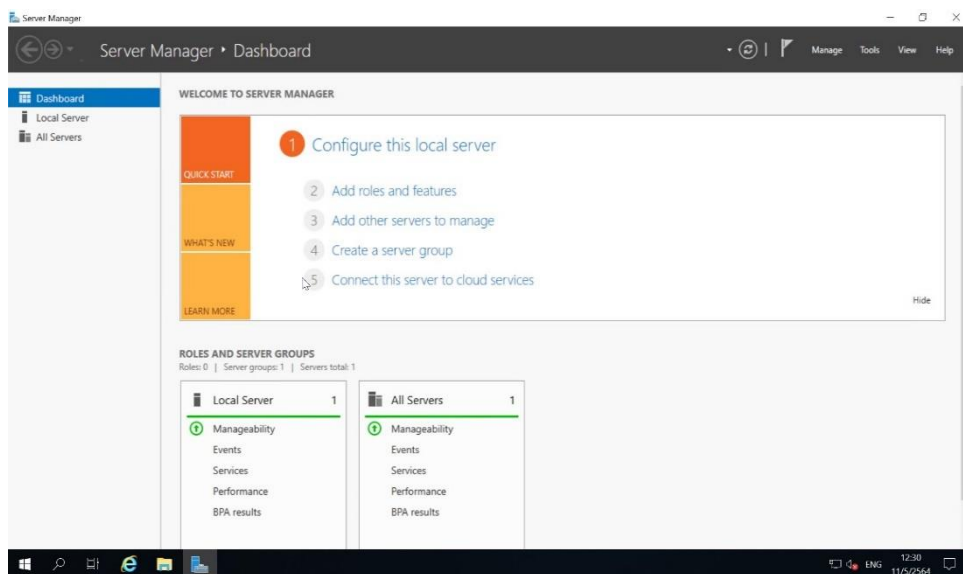 Server Manager
Server Manager • Dashboard
Manage Tools View Help
Dashboard
Local Server
All Servers
WELCOME TO SERVER MANAGER
QUICK START
WHAT'S NEW
LEARN MORE
1 Configure this local server
2 Add roles and features
3 Add other servers to manage
4 Create a server group
5 Connect this server to cloud services
Hide
ROLES AND SERVER GROUPS
Roles: 0 | Server groups: 1 | Servers total: 1
Local Server 1
Manageability
Events
Services
Performance
BPA results
All Servers 1
Manageability
Events
Services
Performance
BPA results
ENG
12:30
11/5/2564